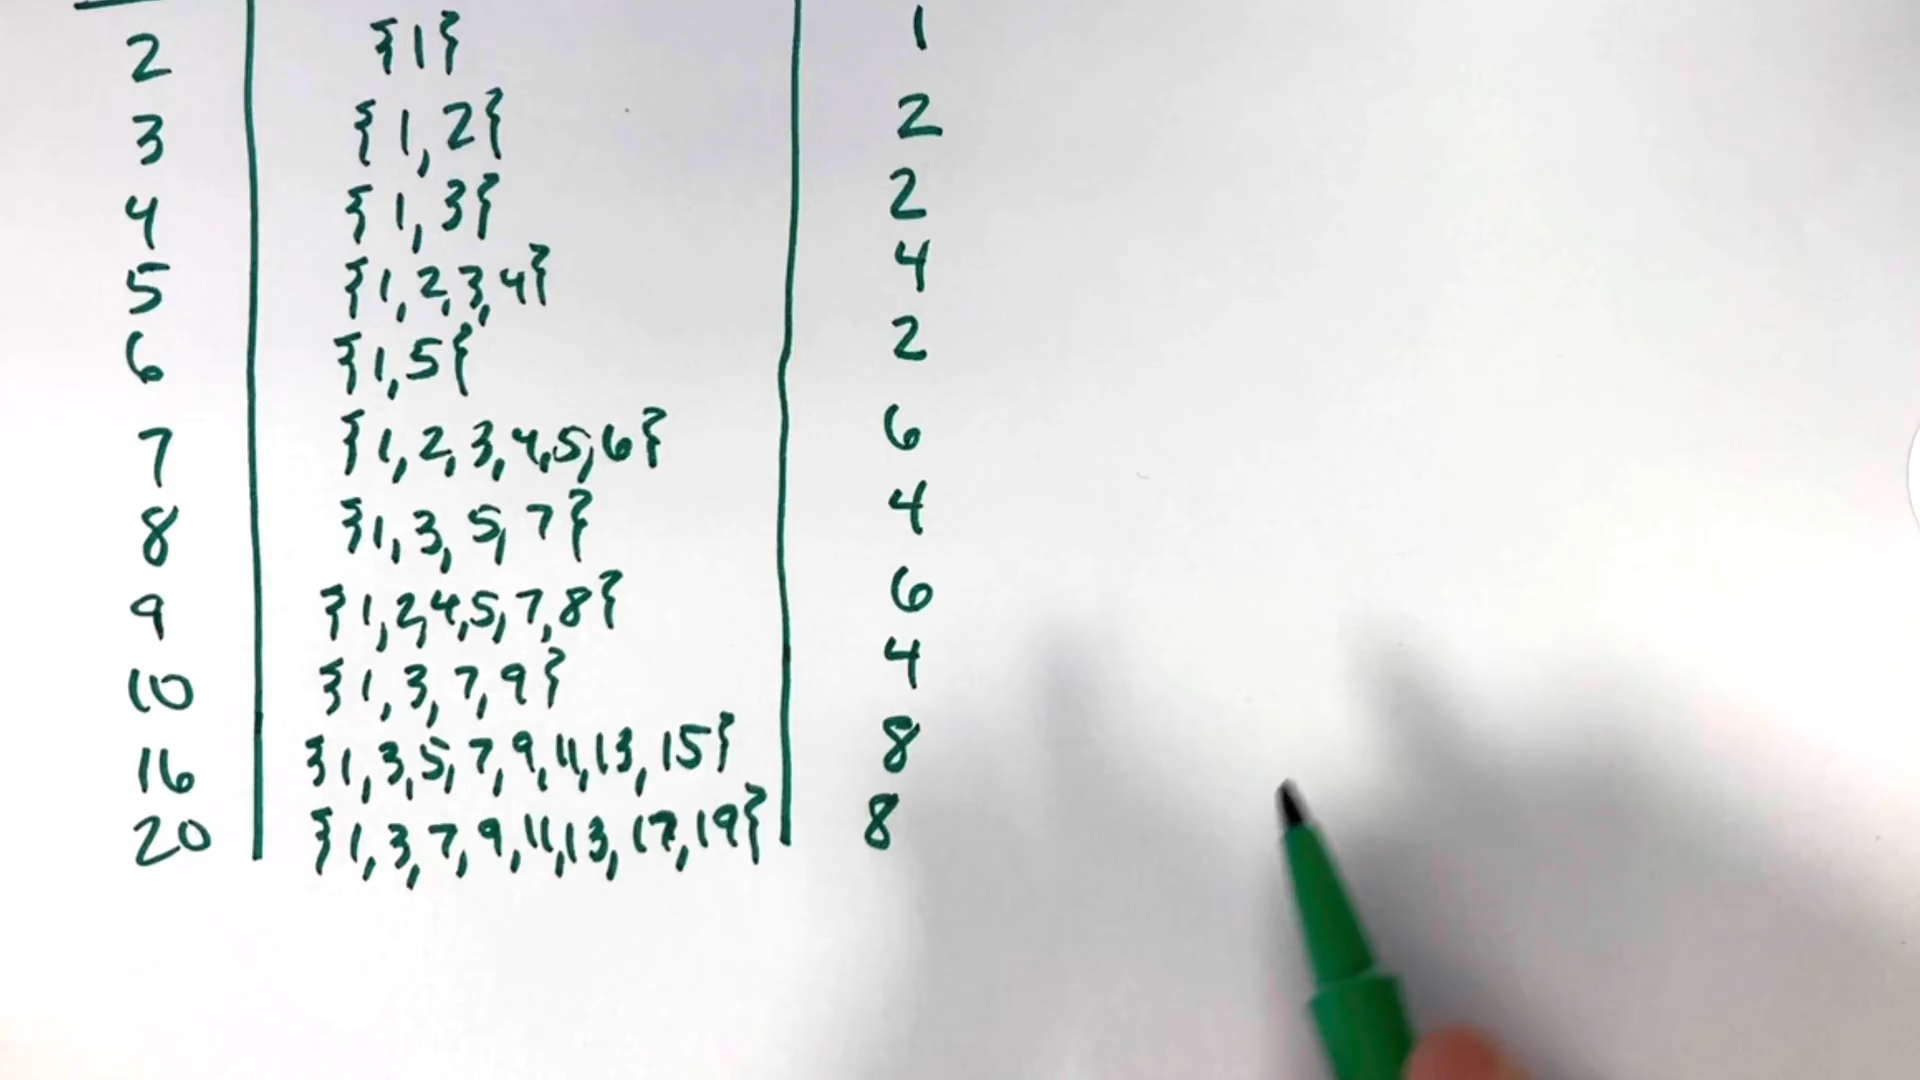 2 {1} 1
3 {1,2} 2
4 {1,3} 2
5 {1,2,3,4} 4
6 {1,5} 2
7 {1,2,3,4,5,6} 6
8 {1,3,5,7} 4
9 {1,2,4,5,7,8} 6
10 {1,3,7,9} 4
16 {1,3,5,7,9,11,13,15} 8
20 {1,3,7,9,11,13,17,19} 8